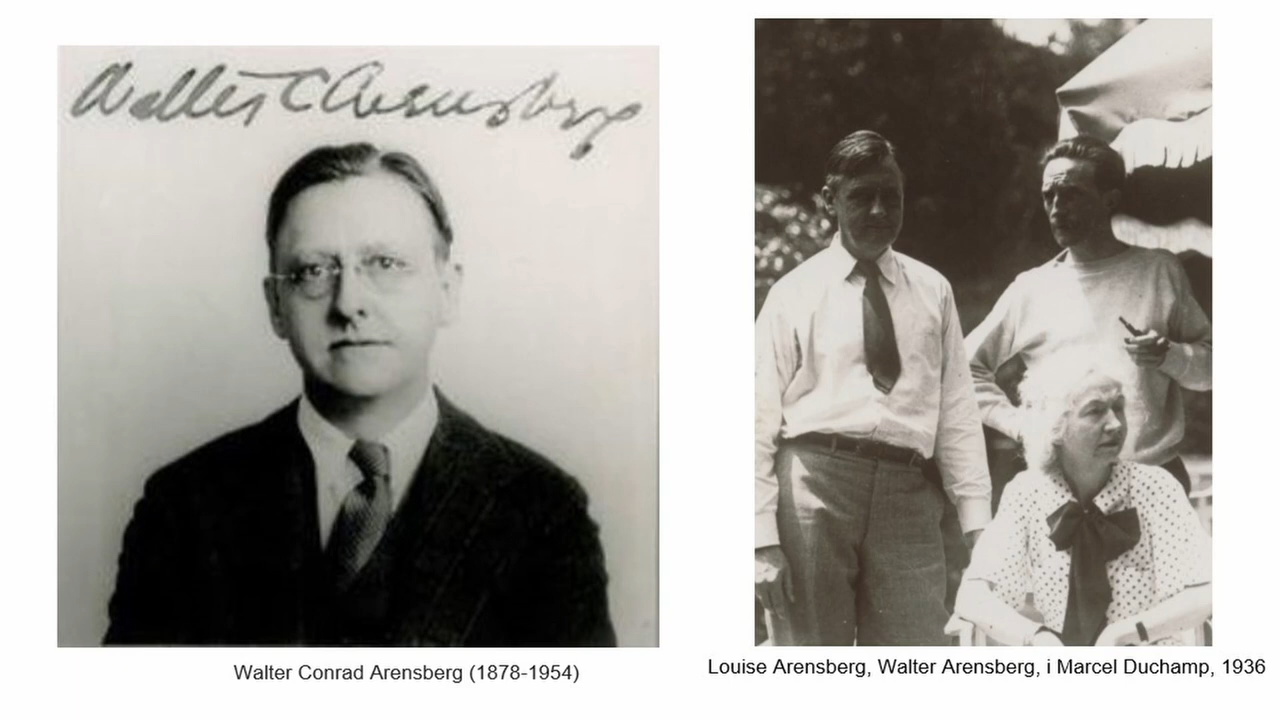 Walter C Arensberg
Walter Conrad Arensberg (1878-1954)
Louise Arensberg, Walter Arensberg, i Marcel Duchamp, 1936